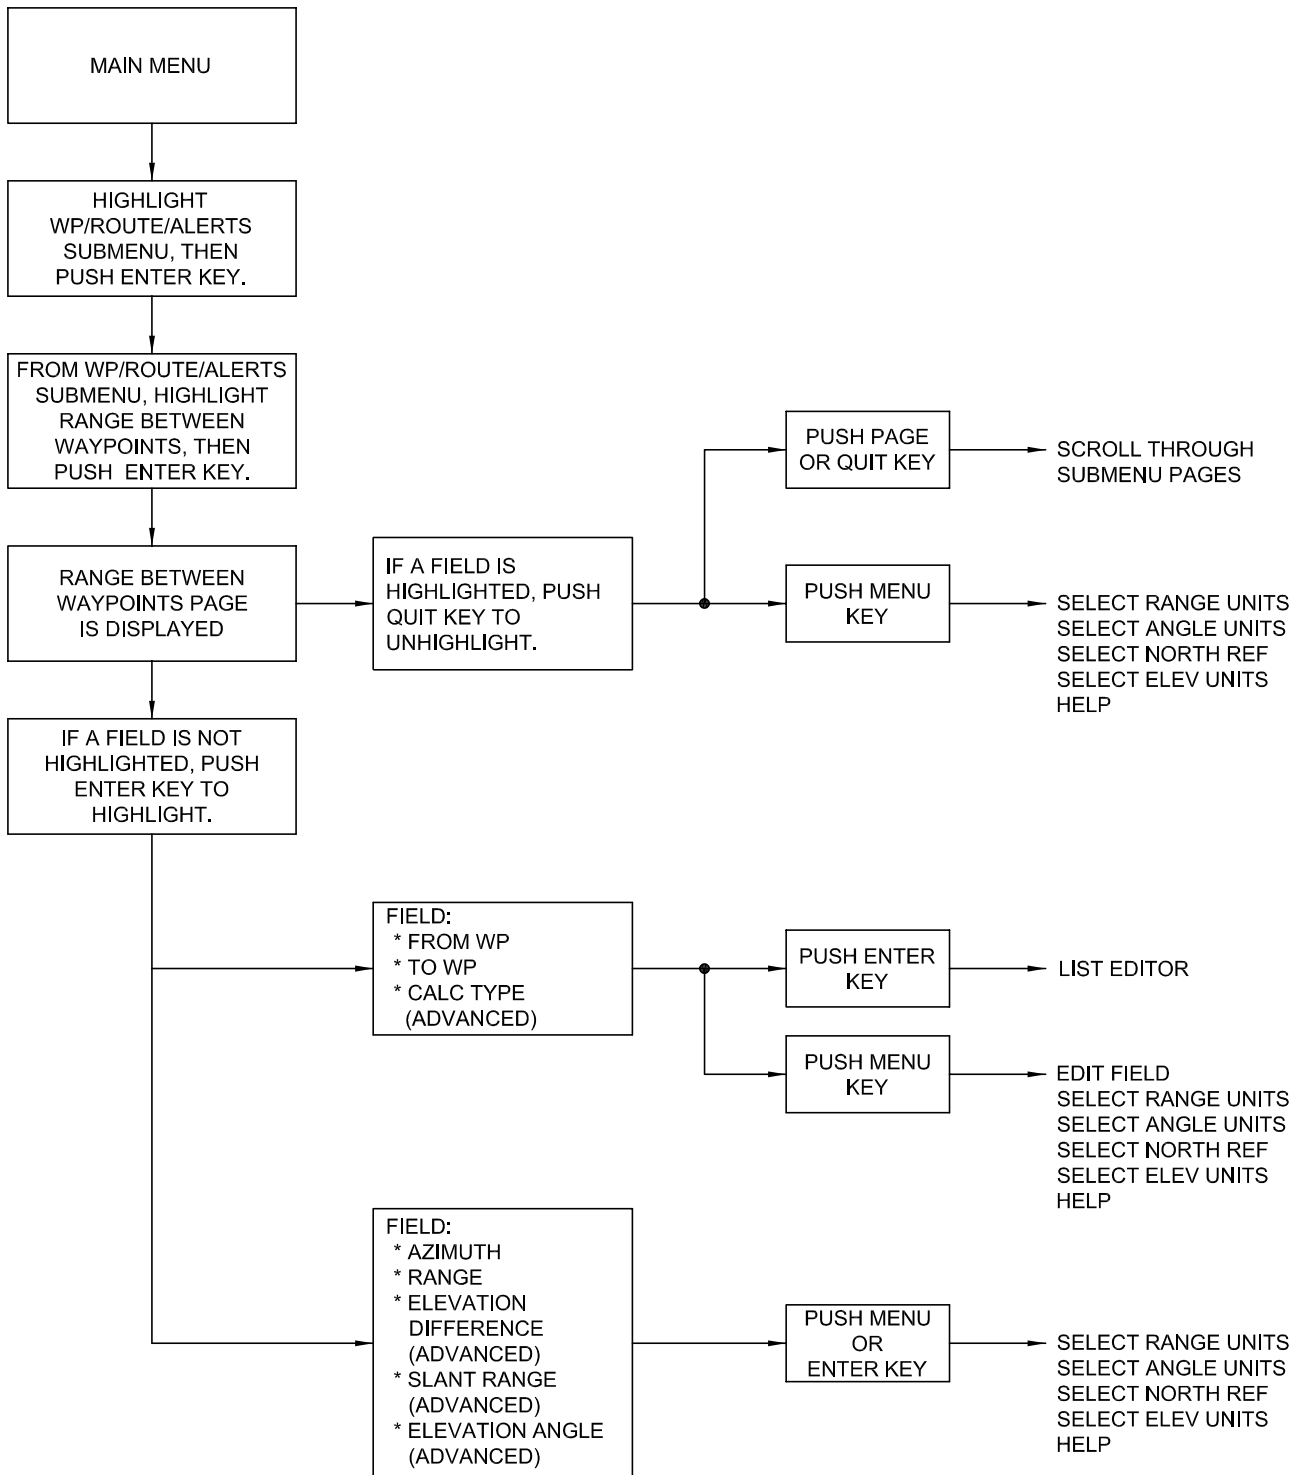 MAIN MENU
HIGHLIGHT
WP/ROUTE/ALERTS
SUBMENU, THEN
PUSH ENTER KEY.
FROM WP/ROUTE/ALERTS
SUBMENU, HIGHLIGHT
RANGE BETWEEN
WAYPOINTS, THEN
PUSH ENTER KEY.
RANGE BETWEEN
WAYPOINTS PAGE
IS DISPLAYED
IF A FIELD IS
HIGHLIGHTED, PUSH
QUIT KEY TO
UNHIGHLIGHT.
PUSH PAGE
OR QUIT KEY
SCROLL THROUGH
SUBMENU PAGES
PUSH MENU
KEY
SELECT RANGE UNITS
SELECT ANGLE UNITS
SELECT NORTH REF
SELECT ELEV UNITS
HELP
IF A FIELD IS NOT
HIGHLIGHTED, PUSH
ENTER KEY TO
HIGHLIGHT.
FIELD:
* FROM WP
* TO WP
* CALC TYPE
(ADVANCED)
PUSH ENTER
KEY
LIST EDITOR
PUSH MENU
KEY
EDIT FIELD
SELECT RANGE UNITS
SELECT ANGLE UNITS
SELECT NORTH REF
SELECT ELEV UNITS
HELP
FIELD:
* AZIMUTH
* RANGE
* ELEVATION
DIFFERENCE
(ADVANCED)
* SLANT RANGE
(ADVANCED)
* ELEVATION ANGLE
(ADVANCED)
PUSH MENU
OR
ENTER KEY
SELECT RANGE UNITS
SELECT ANGLE UNITS
SELECT NORTH REF
SELECT ELEV UNITS
HELP